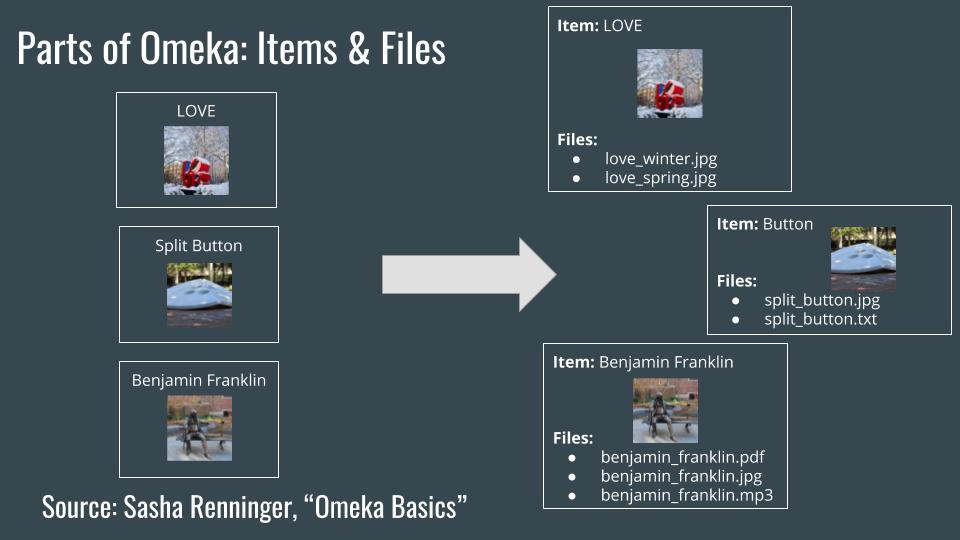 Parts of Omeka: Items & Files
LOVE
Split Button
Benjamin Franklin
Source: Sasha Renninger, “Omeka Basics”
Item: LOVE
Files:
● love_winter.jpg
● love_spring.jpg
Item: Button
Files:
● split_button.jpg
● split_button.txt
Item: Benjamin Franklin
Files:
● benjamin_franklin.pdf
● benjamin_franklin.jpg
● benjamin_franklin.mp3